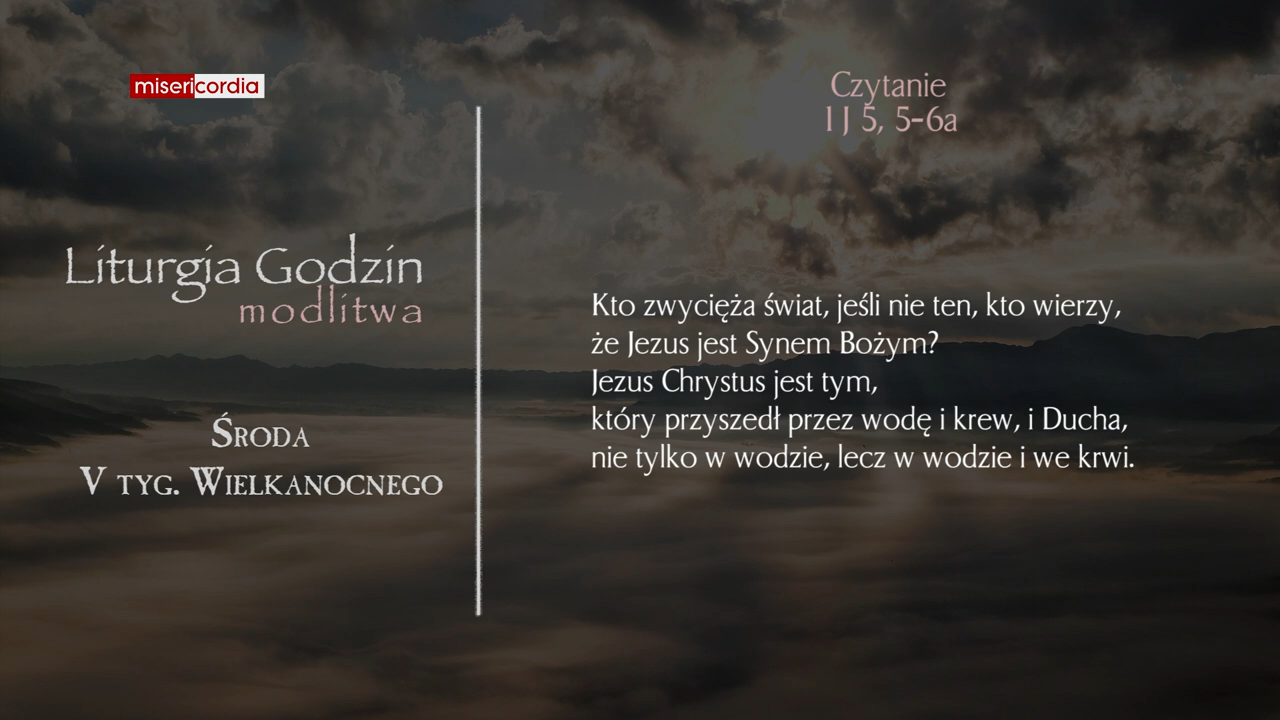 misericordia
Liturgia Godzin
modlitwa
Środa
V tyg. Wielkanocnego
Czytanie
1 J 5, 5-6a
Kto zwycięża świat, jeśli nie ten, kto wierzy,
że Jezus jest Synem Bożym?
Jezus Chrystus jest tym,
który przyszedł przez wodę i krew, i Ducha,
nie tylko w wodzie, lecz w wodzie i we krwi.